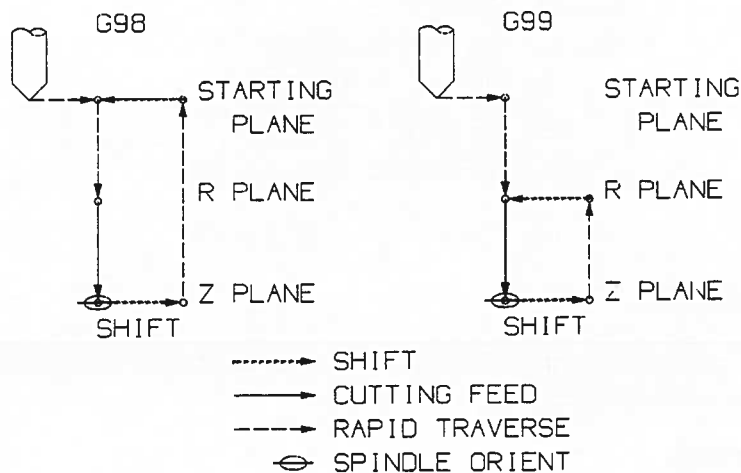 G98
STARTING
PLANE
R PLANE
Z PLANE
SHIFT
G99
STARTING
PLANE
R PLANE
Z PLANE
SHIFT
SHIFT
CUTTING FEED
RAPID TRAVERSE
SPINDLE ORIENT